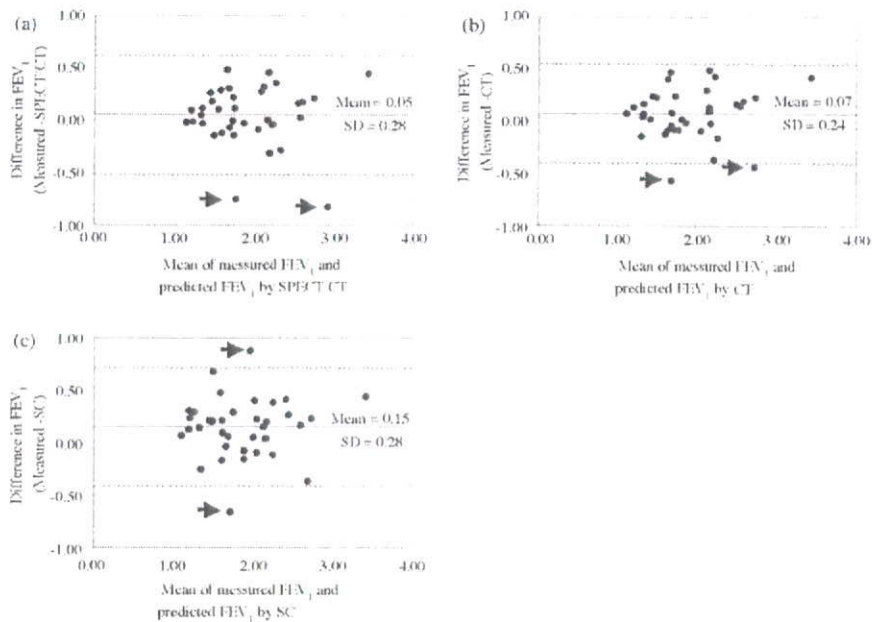 (a)
1.00
0.50
0.00
-0.50
-1.00
Difference in FEV1
(Measured -SPECT/CT)
Mean = 0.05
SD = 0.28
0.00 1.00 2.00 3.00 4.00
Mean of messured FEV1 and
predicted FEV1 by SPECT/CT
(b)
1.00
0.50
0.00
-0.50
-1.00
Difference in FEV1
(Measured -CT)
Mean = 0.07
SD = 0.24
0.00 1.00 2.00 3.00 4.00
Mean of messured FEV1 and
predicted FEV1 by CT
(c)
1.00
0.50
0.00
-0.50
-1.00
Difference in FEV1
(Measured -SC)
Mean = 0.15
SD = 0.28
0.00 1.00 2.00 3.00 4.00
Mean of messured FEV1 and
predicted FEV1 by SC